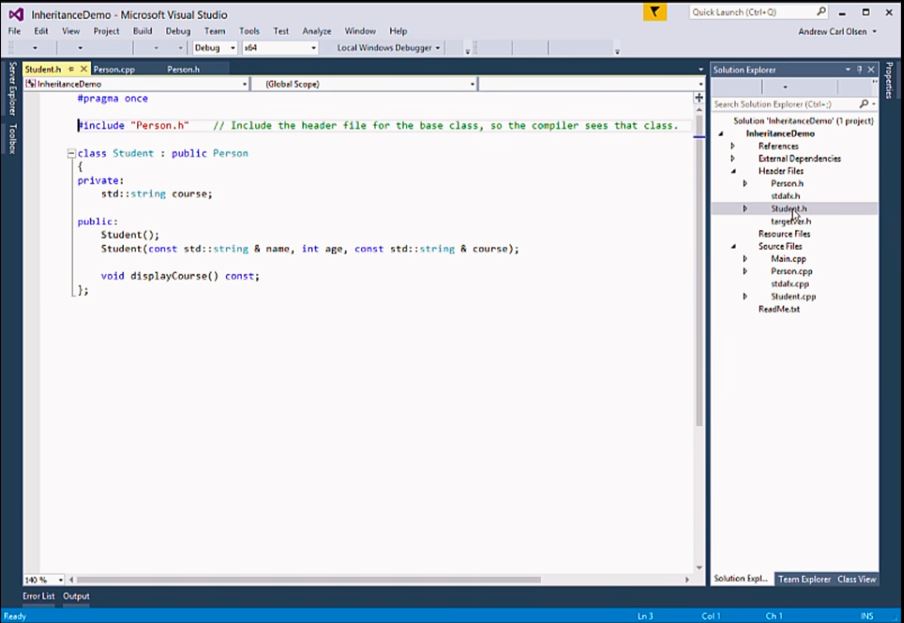 InheritanceDemo - Microsoft Visual Studio
Quick Launch (Ctrl+Q)
File Edit View Project Build Debug Team Tools Test Analyze Window Help
Andrew Carl Olsen
Debug x64 Local Windows Debugger
Server Explorer
Toolbox
Student.h Person.cpp Person.h
InheritanceDemo (Global Scope)
#pragma once
#include "Person.h" // Include the header file for the base class, so the compiler sees that class.
class Student : public Person
{
private:
std::string course;
public:
Student();
Student(const std::string & name, int age, const std::string & course);
void displayCourse() const;
};
140 %
Solution Explorer
Search Solution Explorer (Ctrl+;)
Solution 'InheritanceDemo' (1 project)
InheritanceDemo
References
External Dependencies
Header Files
Person.h
stdafx.h
Student.h
targetver.h
Resource Files
Source Files
Main.cpp
Person.cpp
stdafx.cpp
Student.cpp
ReadMe.txt
Solution Expl... Team Explorer Class View
Properties
Error List Output
Ready Ln 3 Col 1 Ch 1 INS